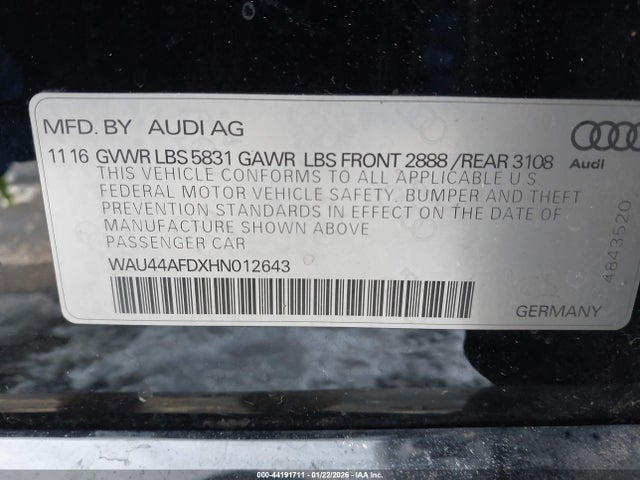 MFD. BY AUDI AG
11 16 GVWR LBS 5831 GAWR LBS FRONT 2888 /REAR 3108
Audi
THIS VEHICLE CONFORMS TO ALL APPLICABLE U.S.
FEDERAL MOTOR VEHICLE SAFETY, BUMPER AND THEFT
PREVENTION STANDARDS IN EFFECT ON THE DATE OF
MANUFACTURE SHOWN ABOVE
PASSENGER CAR
4843520
WAU44AFDXHN012643
GERMANY
000-44191711 - 01/22/2026 - IAA Inc.